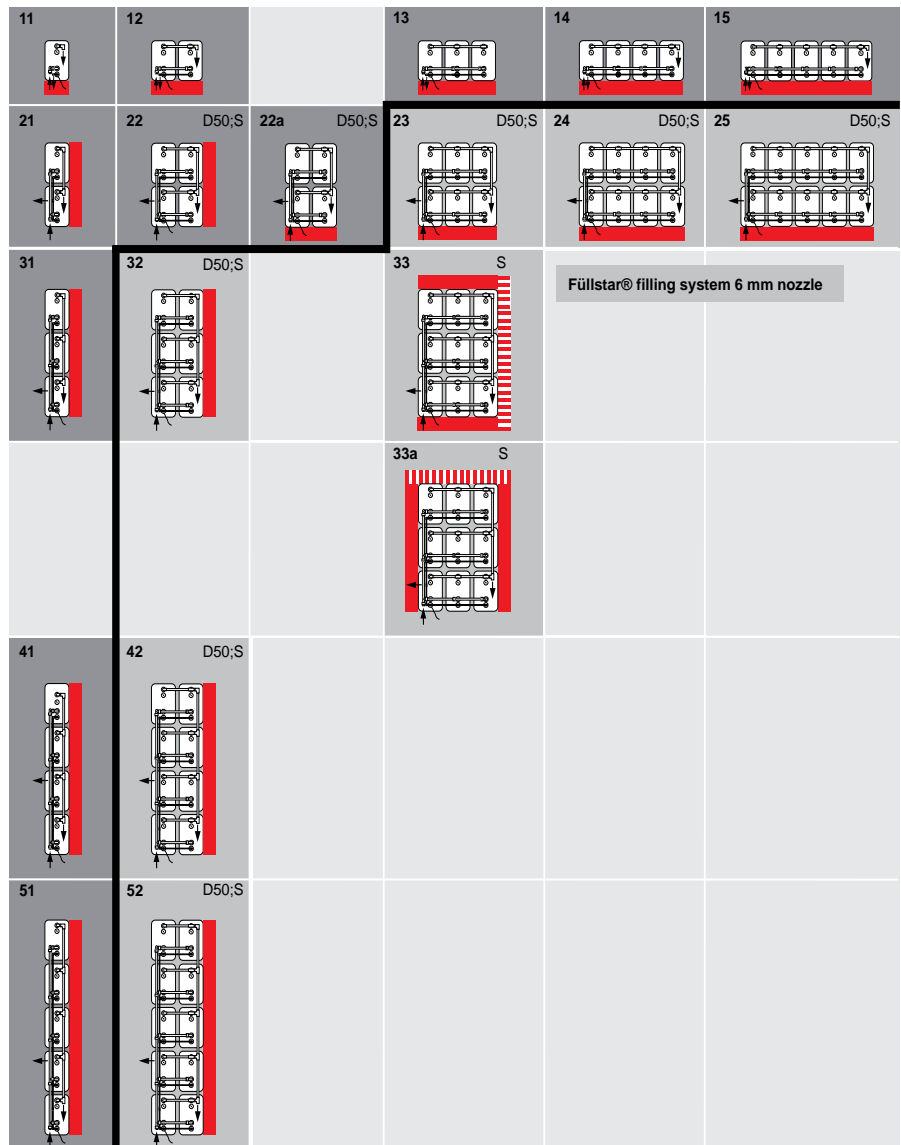 11 12 13 14 15
21 22 D50;S 22a D50;S 23 D50;S 24 D50;S 25 D50;S
31 32 D50;S 33 S
Füllstar® filling system 6 mm nozzle
33a S
41 42 D50;S
51 52 D50;S